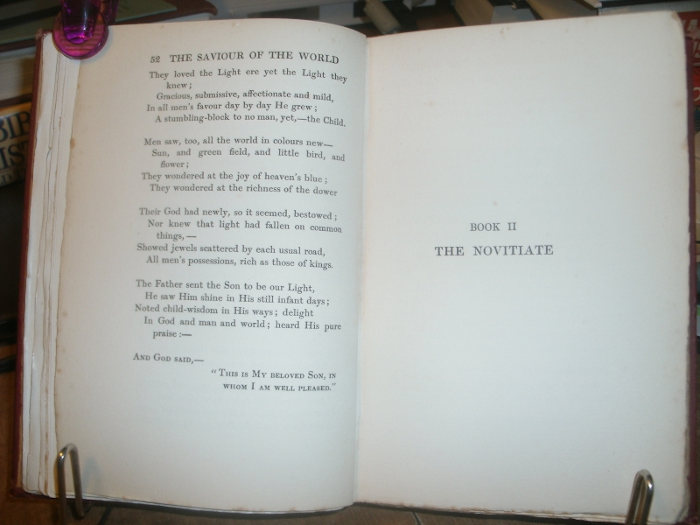 52 THE SAVIOUR OF THE WORLD
They loved the Light ere yet the Light they
knew;
Gracious, submissive, affectionate and mild,
In all men's favour day by day He grew;
A stumbling-block to no man, yet,—the Child.
Men saw, too, all the world in colours new—
Sun, and green field, and little bird, and
flower;
They wondered at the joy of heaven's blue;
They wondered at the richness of the dower
Their God had newly, so it seemed, bestowed;
Nor knew that light had fallen on common
things,—
Showed jewels scattered by each usual road,
All men's possessions, rich as those of kings.
The Father sent the Son to be our Light,
He saw Him shine in His still infant days;
Noted child-wisdom in His ways; delight
In God and man and world; heard His pure
praise:—
AND GOD SAID,—
"THIS IS MY BELOVED SON, IN
WHOM I AM WELL PLEASED."
BOOK II
THE NOVITIATE